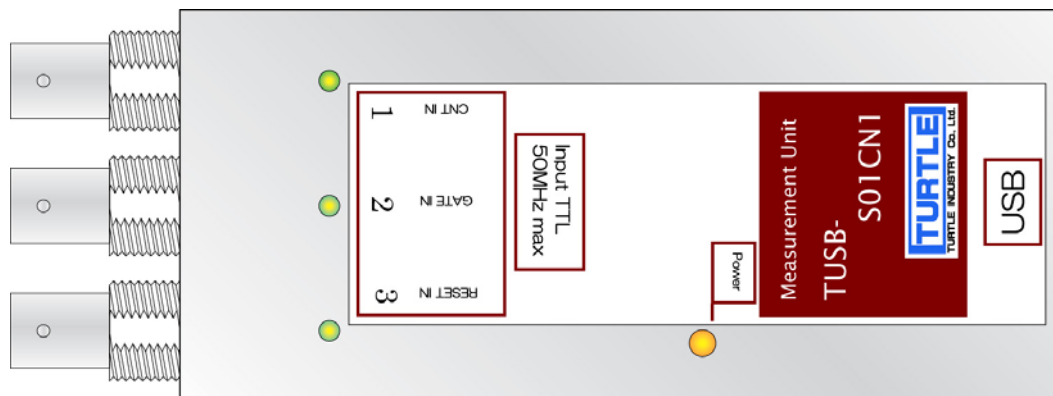 1
CNT IN
2
GATE IN
3
RESET IN
Input TTL
50MHz max
Power
Measurement Unit
TUSB-
S01CN1
TURTLE
TURTLE INDUSTRY Co., Ltd.
USB